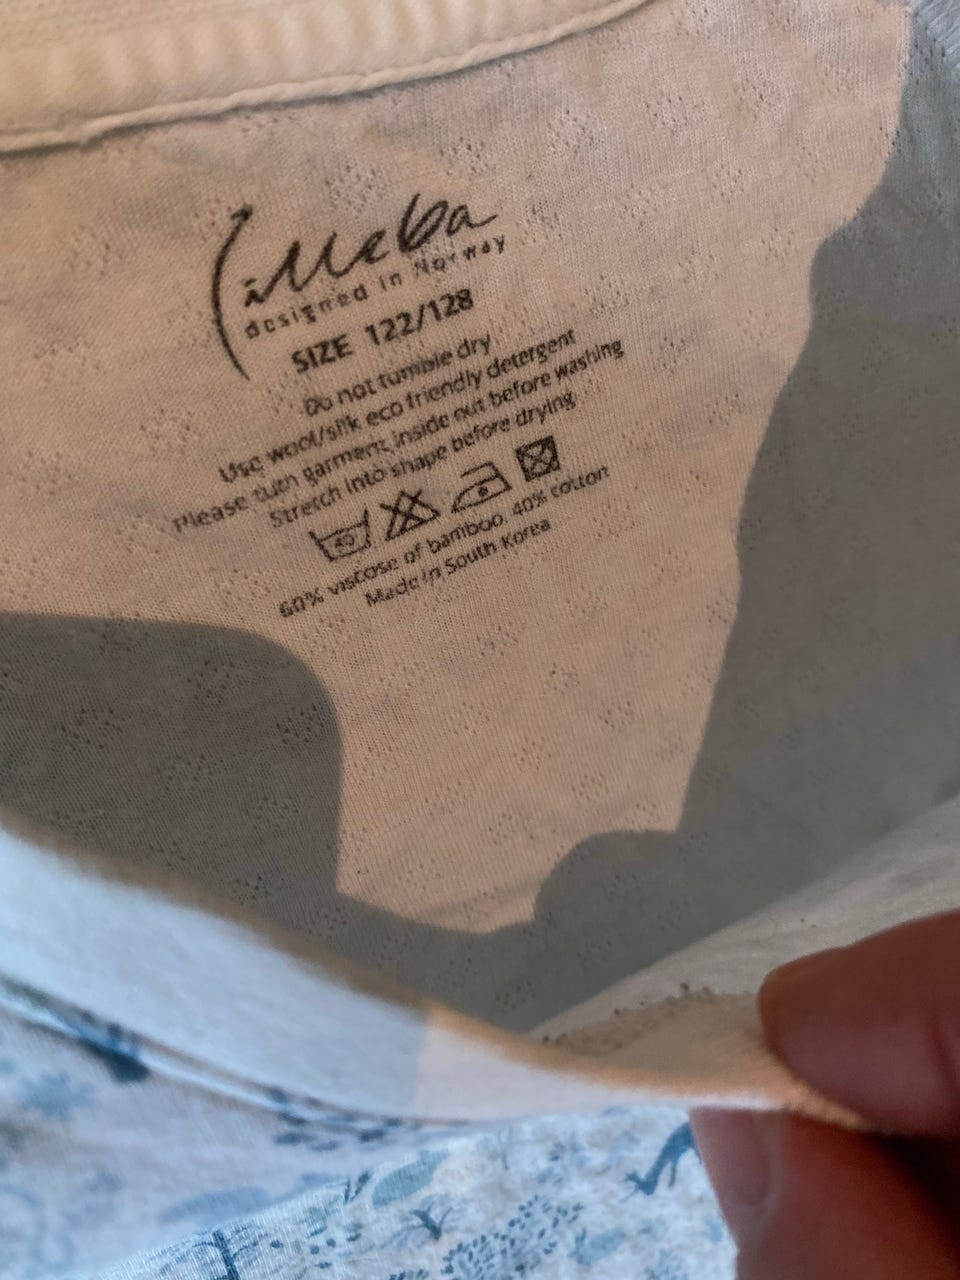 iMeba
designed in Norway
SIZE 122/128
Do not tumble dry
Use wool/silk eco friendly detergent
Please turn garment inside out before washing
Stretch into shape before drying
40
60% viscose of bamboo, 40% cotton
Made in South Korea